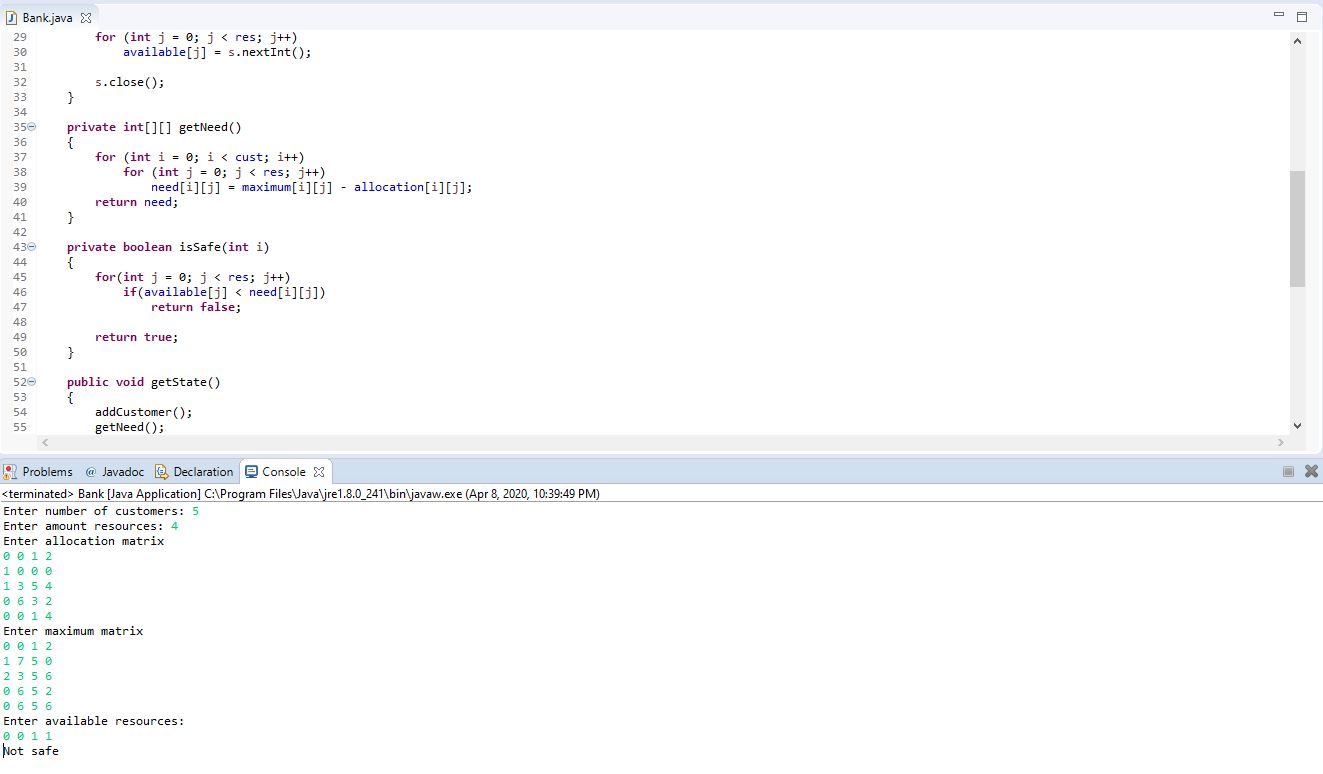 Bank.java
29 for (int j = 0; j < res; j++)
30 available[j] = s.nextInt();
31
32 s.close();
33 }
34
35 private int[][] getNeed()
36 {
37 for (int i = 0; i < cust; i++)
38 for (int j = 0; j < res; j++)
39 need[i][j] = maximum[i][j] - allocation[i][j];
40 return need;
41 }
42
43 private boolean isSafe(int i)
44 {
45 for(int j = 0; j < res; j++)
46 if(available[j] < need[i][j])
47 return false;
48
49 return true;
50 }
51
52 public void getState()
53 {
54 addCustomer();
55 getNeed();
Problems @ Javadoc Declaration Console
<terminated> Bank [Java Application] C:\Program Files\Java\jre1.8.0_241\bin\javaw.exe (Apr 8, 2020, 10:39:49 PM)
Enter number of customers: 5
Enter amount resources: 4
Enter allocation matrix
0 0 1 2
1 0 0 0
1 3 5 4
0 6 3 2
0 0 1 4
Enter maximum matrix
0 0 1 2
1 7 5 0
2 3 5 6
0 6 5 2
0 6 5 6
Enter available resources:
0 0 1 1
Not safe